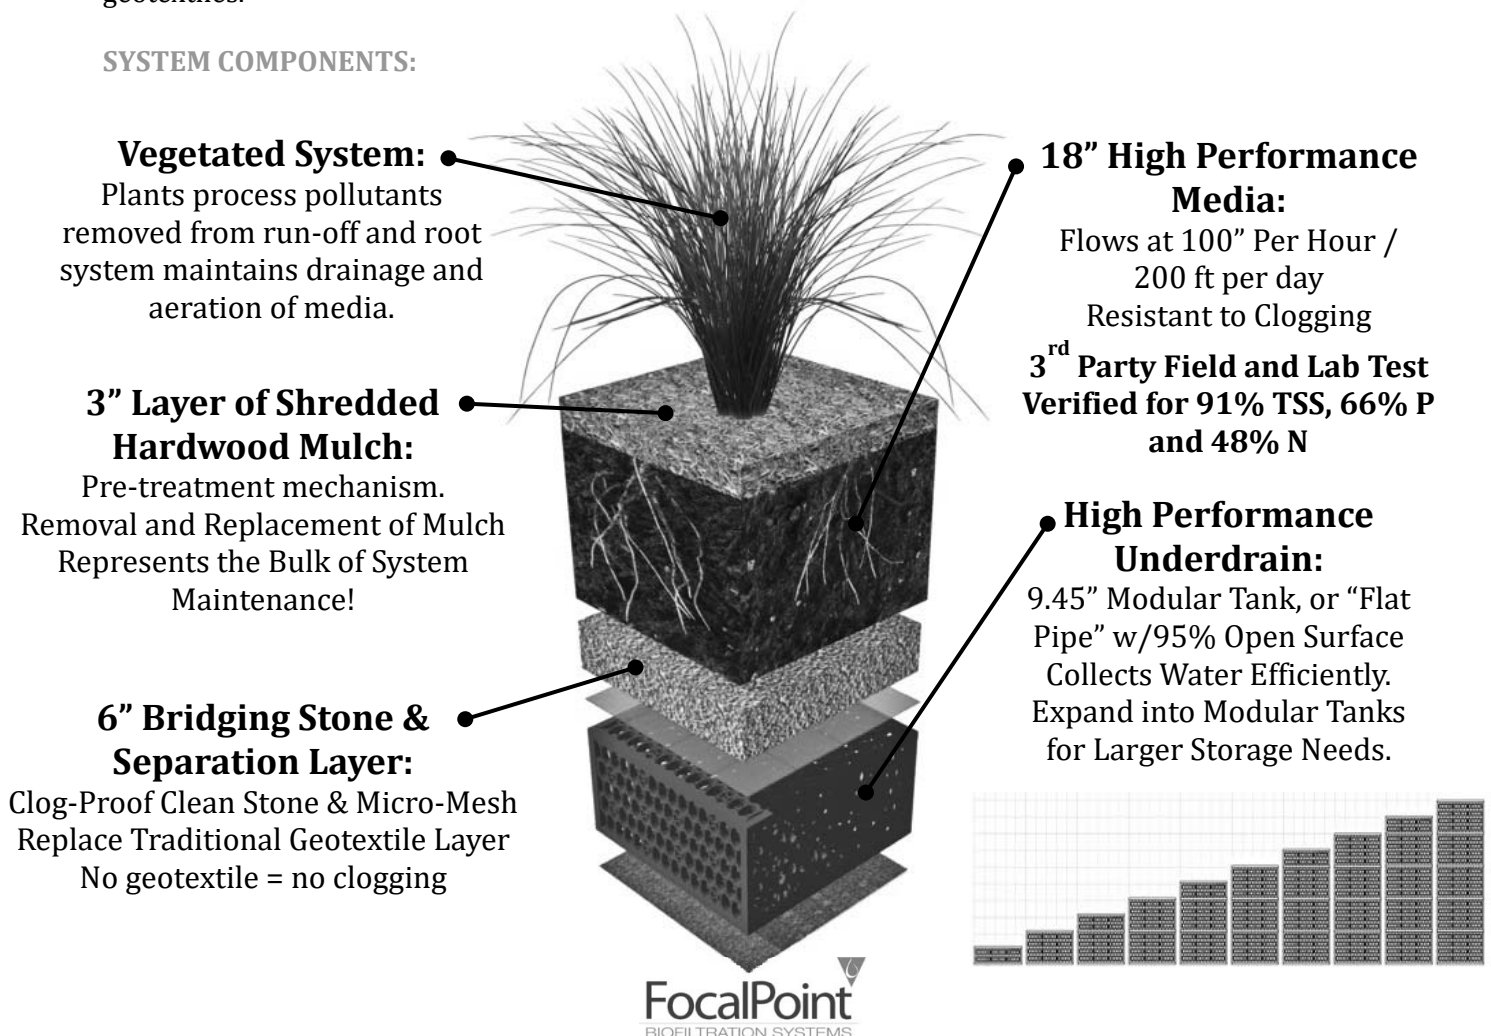 geotextiles.
SYSTEM COMPONENTS:
Vegetated System:
Plants process pollutants
removed from run-off and root
system maintains drainage and
aeration of media.
3” Layer of Shredded
Hardwood Mulch:
Pre-treatment mechanism.
Removal and Replacement of Mulch
Represents the Bulk of System
Maintenance!
6” Bridging Stone &
Separation Layer:
Clog-Proof Clean Stone & Micro-Mesh
Replace Traditional Geotextile Layer
No geotextile = no clogging
18” High Performance
Media:
Flows at 100” Per Hour /
200 ft per day
Resistant to Clogging
3rd Party Field and Lab Test
Verified for 91% TSS, 66% P
and 48% N
High Performance
Underdrain:
9.45” Modular Tank, or “Flat
Pipe” w/95% Open Surface
Collects Water Efficiently.
Expand into Modular Tanks
for Larger Storage Needs.
FocalPoint
BIOFILTRATION SYSTEMS